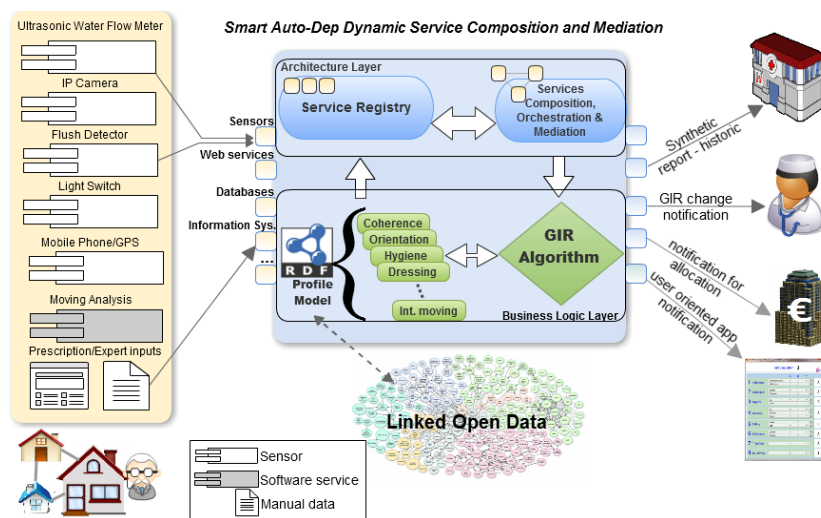 Smart Auto-Dep Dynamic Service Composition and Mediation
Ultrasonic Water Flow Meter
IP Camera
Flush Detector
Light Switch
Mobile Phone/GPS
Moving Analysis
Prescription/Expert inputs
Sensors
Web services
Databases
Information Sys.
...
Architecture Layer
Service Registry
Services
Composition,
Orchestration &
Mediation
RDF
Profile
Model
Coherence
Orientation
Hygiene
Dressing
Int. moving
GIR
Algorithm
Business Logic Layer
Synthetic
report - historic
GIR change
notification
notification for
allocation
user oriented app
notification
€
Linked Open Data
Sensor
Software service
Manual data